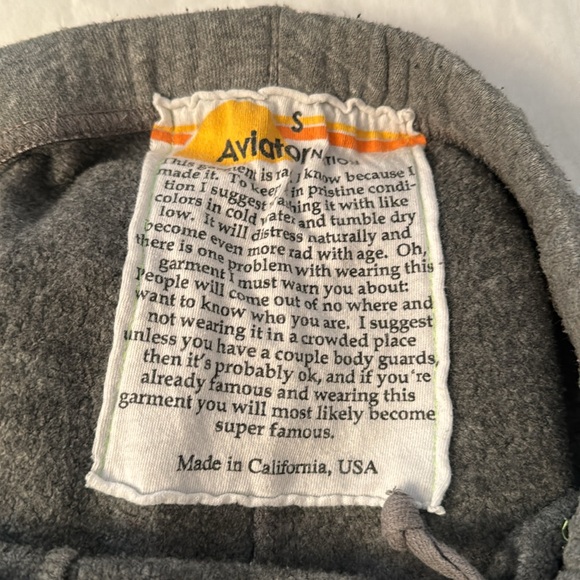 S
Aviator NATION
This garment is rad, I know because I
made it. To keep it in pristine condi-
tion I suggest washing it with like
colors in cold water and tumble dry
low. It will distress naturally and
become even more rad with age. Oh,
there is one problem with wearing this
garment I must warn you about:
People will come out of no where and
want to know who you are. I suggest
not wearing it in a crowded place
unless you have a couple body guards,
then it's probably ok, and if you're
already famous and wearing this
garment you will most likely become
super famous.
Made in California, USA